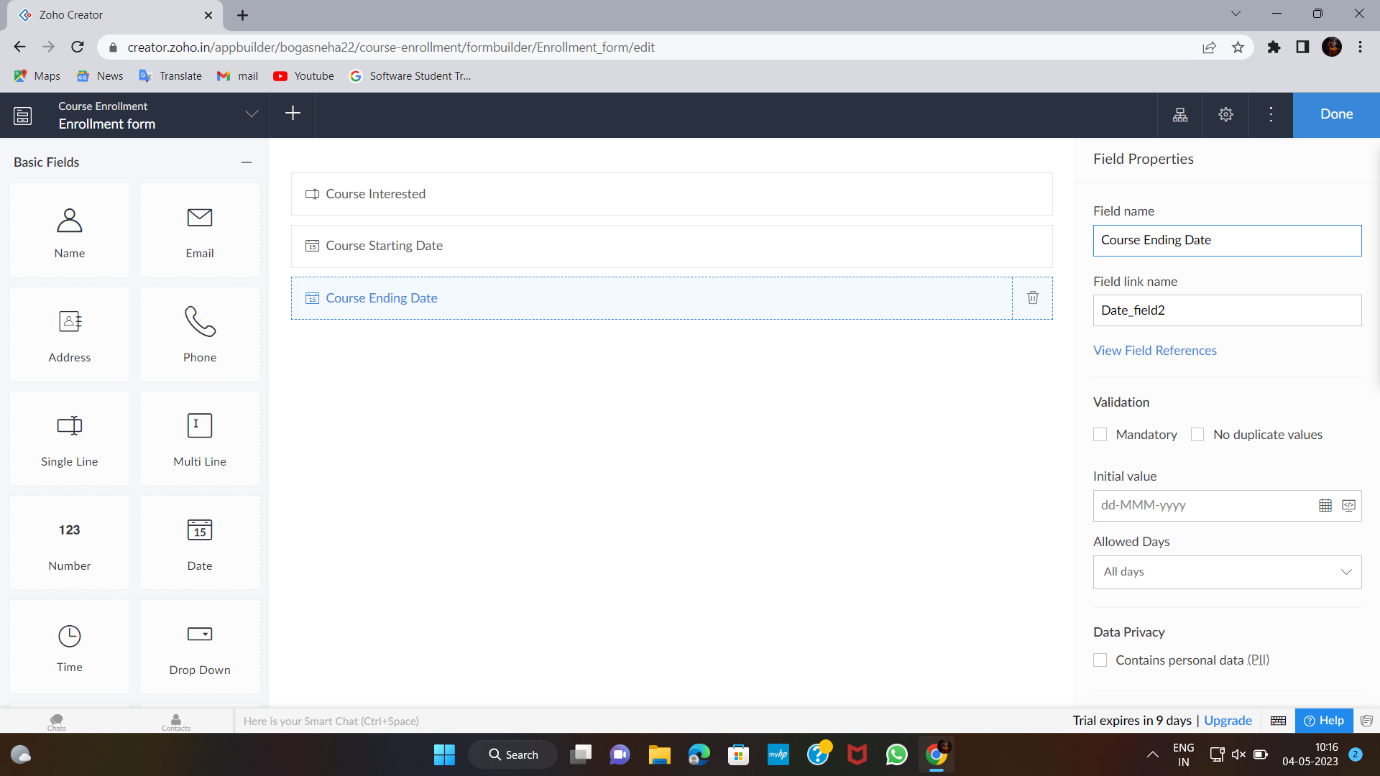 Zoho Creator
creator.zoho.in/appbuilder/bogasneha22/course-enrollment/formbuilder/Enrollment_form/edit
Maps
News
Translate
mail
Youtube
Software Student Tr...
Course Enrollment
Enrollment form
Done
Basic Fields
Name
Email
Address
Phone
Single Line
Multi Line
123
Number
15
Date
Time
Drop Down
Course Interested
15 Course Starting Date
15 Course Ending Date
Field Properties
Field name
Course Ending Date
Field link name
Date_field2
View Field References
Validation
Mandatory
No duplicate values
Initial value
dd-MMM-yyyy
Allowed Days
All days
Data Privacy
Contains personal data (PII)
Chats
Contacts
Here is your Smart Chat (Ctrl+Space)
Trial expires in 9 days | Upgrade
? Help
Search
myhp
ENG
IN
10:16
04-05-2023
2